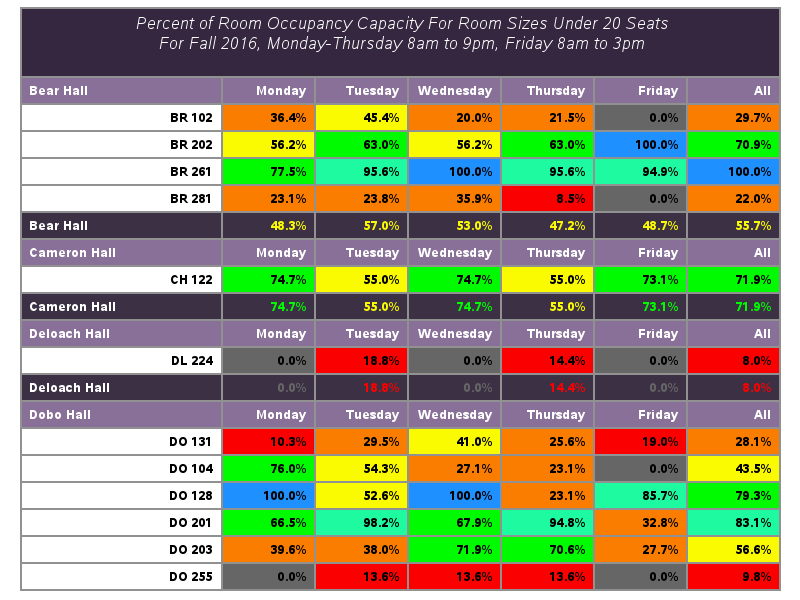 Percent of Room Occupancy Capacity For Room Sizes Under 20 Seats
For Fall 2016, Monday-Thursday 8am to 9pm, Friday 8am to 3pm
Bear Hall Monday Tuesday Wednesday Thursday Friday All
BR 102 36.4% 45.4% 20.0% 21.5% 0.0% 29.7%
BR 202 56.2% 63.0% 56.2% 63.0% 100.0% 70.9%
BR 261 77.5% 95.6% 100.0% 95.6% 94.9% 100.0%
BR 281 23.1% 23.8% 35.9% 8.5% 0.0% 22.0%
Bear Hall 48.3% 57.0% 53.0% 47.2% 48.7% 55.7%
Cameron Hall Monday Tuesday Wednesday Thursday Friday All
CH 122 74.7% 55.0% 74.7% 55.0% 73.1% 71.9%
Cameron Hall 74.7% 55.0% 74.7% 55.0% 73.1% 71.9%
Deloach Hall Monday Tuesday Wednesday Thursday Friday All
DL 224 0.0% 18.8% 0.0% 14.4% 0.0% 8.0%
Deloach Hall 0.0% 18.8% 0.0% 14.4% 0.0% 8.0%
Dobo Hall Monday Tuesday Wednesday Thursday Friday All
DO 131 10.3% 29.5% 41.0% 25.6% 19.0% 28.1%
DO 104 76.0% 54.3% 27.1% 23.1% 0.0% 43.5%
DO 128 100.0% 52.6% 100.0% 23.1% 85.7% 79.3%
DO 201 66.5% 98.2% 67.9% 94.8% 32.8% 83.1%
DO 203 39.6% 38.0% 71.9% 70.6% 27.7% 56.6%
DO 255 0.0% 13.6% 13.6% 13.6% 0.0% 9.8%